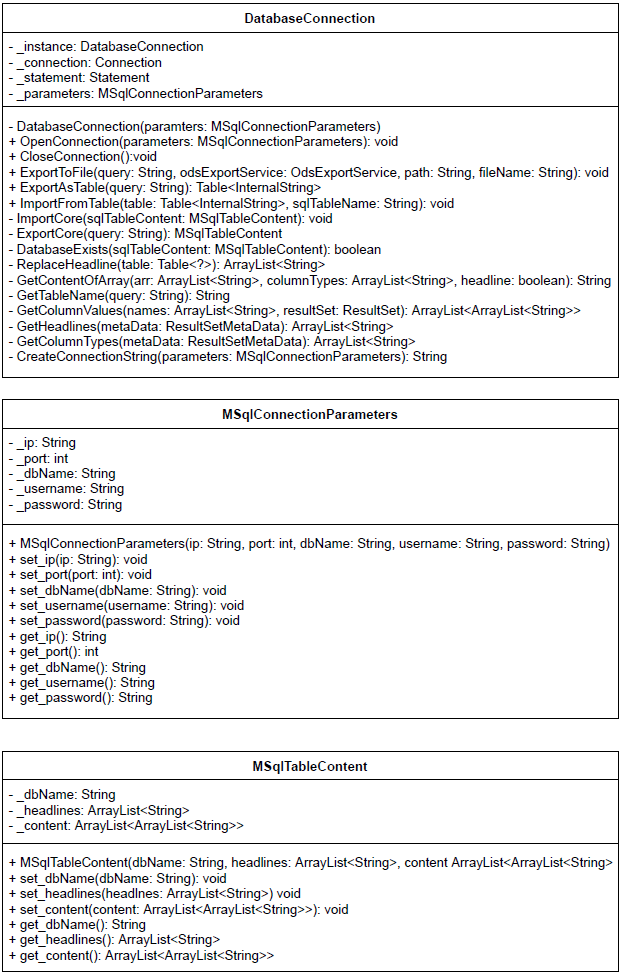 DatabaseConnection
- _instance: DatabaseConnection
- _connection: Connection
- _statement: Statement
- _parameters: MSqlConnectionParameters
- DatabaseConnection(paramters: MSqlConnectionParameters)
+ OpenConnection(parameters: MSqlConnectionParameters): void
+ CloseConnection():void
+ ExportToFile(query: String, odsExportService: OdsExportService, path: String, fileName: String): void
+ ExportAsTable(query: String): Table<InternalString>
+ ImportFromTable(table: Table<InternalString>, sqlTableName: String): void
- ImportCore(sqlTableContent: MSqlTableContent): void
- ExportCore(query: String): MSqlTableContent
- DatabaseExists(sqlTableContent: MSqlTableContent): boolean
- ReplaceHeadline(table: Table<?>): ArrayList<String>
- GetContentOfArray(arr: ArrayList<String>, columnTypes: ArrayList<String>, headline: boolean): String
- GetTableName(query: String): String
- GetColumnValues(names: ArrayList<String>, resultSet: ResultSet): ArrayList<ArrayList<String>>
- GetHeadlines(metaData: ResultSetMetaData): ArrayList<String>
- GetColumnTypes(metaData: ResultSetMetaData): ArrayList<String>
- CreateConnectionString(parameters: MSqlConnectionParameters): String
MSqlConnectionParameters
- _ip: String
- _port: int
- _dbName: String
- _username: String
- _password: String
+ MSqlConnectionParameters(ip: String, port: int, dbName: String, username: String, password: String)
+ set_ip(ip: String): void
+ set_port(port: int): void
+ set_dbName(dbName: String): void
+ set_username(username: String): void
+ set_password(password: String): void
+ get_ip(): String
+ get_port(): int
+ get_dbName(): String
+ get_username(): String
+ get_password(): String
MSqlTableContent
- _dbName: String
- _headlines: ArrayList<String>
- _content: ArrayList<ArrayList<String>>
+ MSqlTableContent(dbName: String, headlines: ArrayList<String>, content ArrayList<ArrayList<String>
+ set_dbName(dbName: String): void
+ set_headlines(headlnes: ArrayList<String>) void
+ set_content(content: ArrayList<ArrayList<String>>): void
+ get_dbName(): String
+ get_headlines(): ArrayList<String>
+ get_content(): ArrayList<ArrayList<String>>